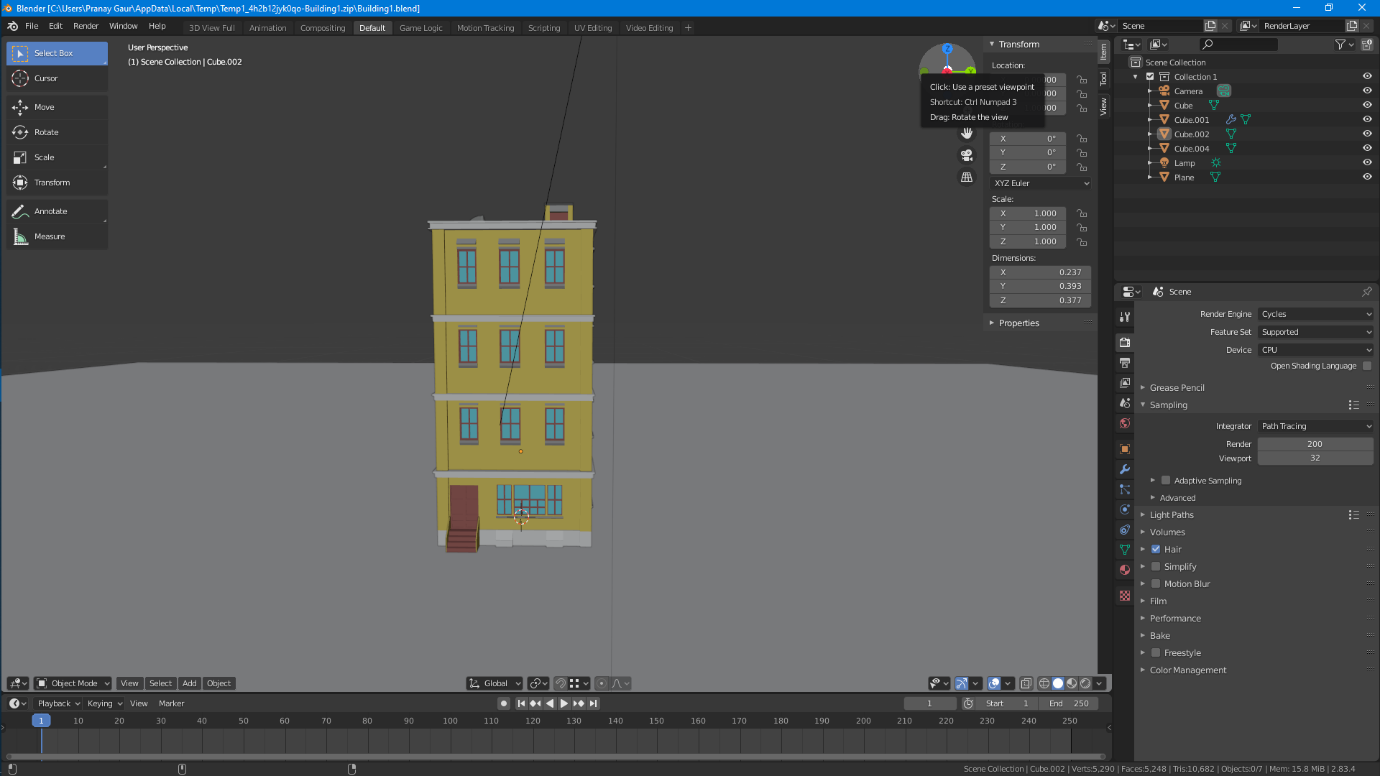 Blender [C:\Users\Pranay Gaur\AppData\Local\Temp\Temp1_4h2b12jyk0qo-Building1.zip\Building1.blend]
File Edit Render Window Help 3D View Full Animation Compositing Default Game Logic Motion Tracking Scripting UV Editing Video Editing + Scene RenderLayer
Select Box
Cursor
Move
Rotate
Scale
Transform
Annotate
Measure
User Perspective
(1) Scene Collection | Cube.002
Z
Click: Use a preset viewpoint
Shortcut: Ctrl Numpad 3
Drag: Rotate the view
Transform
Location:
000
000
000
X 0°
Y 0°
Z 0°
XYZ Euler
Scale:
X 1.000
Y 1.000
Z 1.000
Dimensions:
X 0.237
Y 0.393
Z 0.377
Properties
Item
Tool
View
Scene Collection
Collection 1
Camera
Cube
Cube.001
Cube.002
Cube.004
Lamp
Plane
Scene
Render Engine Cycles
Feature Set Supported
Device CPU
Open Shading Language
Grease Pencil
Sampling
Integrator Path Tracing
Render 200
Viewport 32
Adaptive Sampling
Advanced
Light Paths
Volumes
Hair
Simplify
Motion Blur
Film
Performance
Bake
Freestyle
Color Management
Object Mode View Select Add Object Global
Playback Keying View Marker 1 Start 1 End 250
1 10 20 30 40 50 60 70 80 90 100 110 120 130 140 150 160 170 180 190 200 210 220 230 240 250
Scene Collection | Cube.002 | Verts:5,290 | Faces:5,248 | Tris:10,682 | Objects:0/7 | Mem: 15.8 MiB | 2.83.4